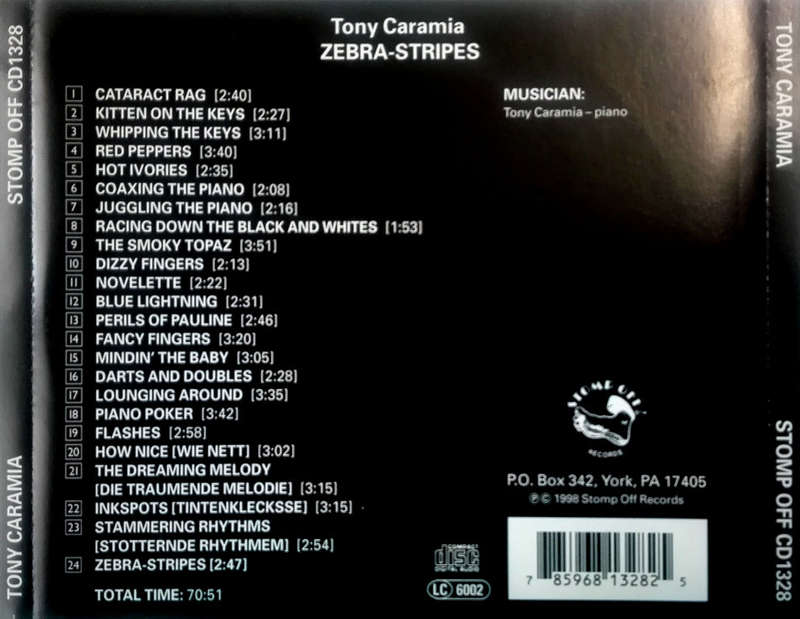 Tony Caramia
ZEBRA-STRIPES
1 CATARACT RAG [2:40]
2 KITTEN ON THE KEYS [2:27]
3 WHIPPING THE KEYS [3:11]
4 RED PEPPERS [3:40]
5 HOT IVORIES [2:35]
6 COAXING THE PIANO [2:08]
7 JUGGLING THE PIANO [2:16]
8 RACING DOWN THE BLACK AND WHITES [1:53]
9 THE SMOKY TOPAZ [3:51]
10 DIZZY FINGERS [2:13]
11 NOVELETTE [2:22]
12 BLUE LIGHTNING [2:31]
13 PERILS OF PAULINE [2:46]
14 FANCY FINGERS [3:20]
15 MINDIN' THE BABY [3:05]
16 DARTS AND DOUBLES [2:28]
17 LOUNGING AROUND [3:35]
18 PIANO POKER [3:42]
19 FLASHES [2:58]
20 HOW NICE [WIE NETT] [3:02]
21 THE DREAMING MELODY
[DIE TRAUMENDE MELODIE] [3:15]
22 INKSPOTS [TINTENKLECKSSE] [3:15]
23 STAMMERING RHYTHMS
[STOTTERNDE RHYTHMEM] [2:54]
24 ZEBRA-STRIPES [2:47]
TOTAL TIME: 70:51
MUSICIAN:
Tony Caramia – piano
STOMP OFF
RECORDS
P.O. Box 342, York, PA 17405
℗© 1998 Stomp Off Records
COMPACT
disc
DIGITAL AUDIO
LC 6002
7 85968 13282 5
STOMP OFF CD1328
TONY CARAMIA
TONY CARAMIA
STOMP OFF CD1328